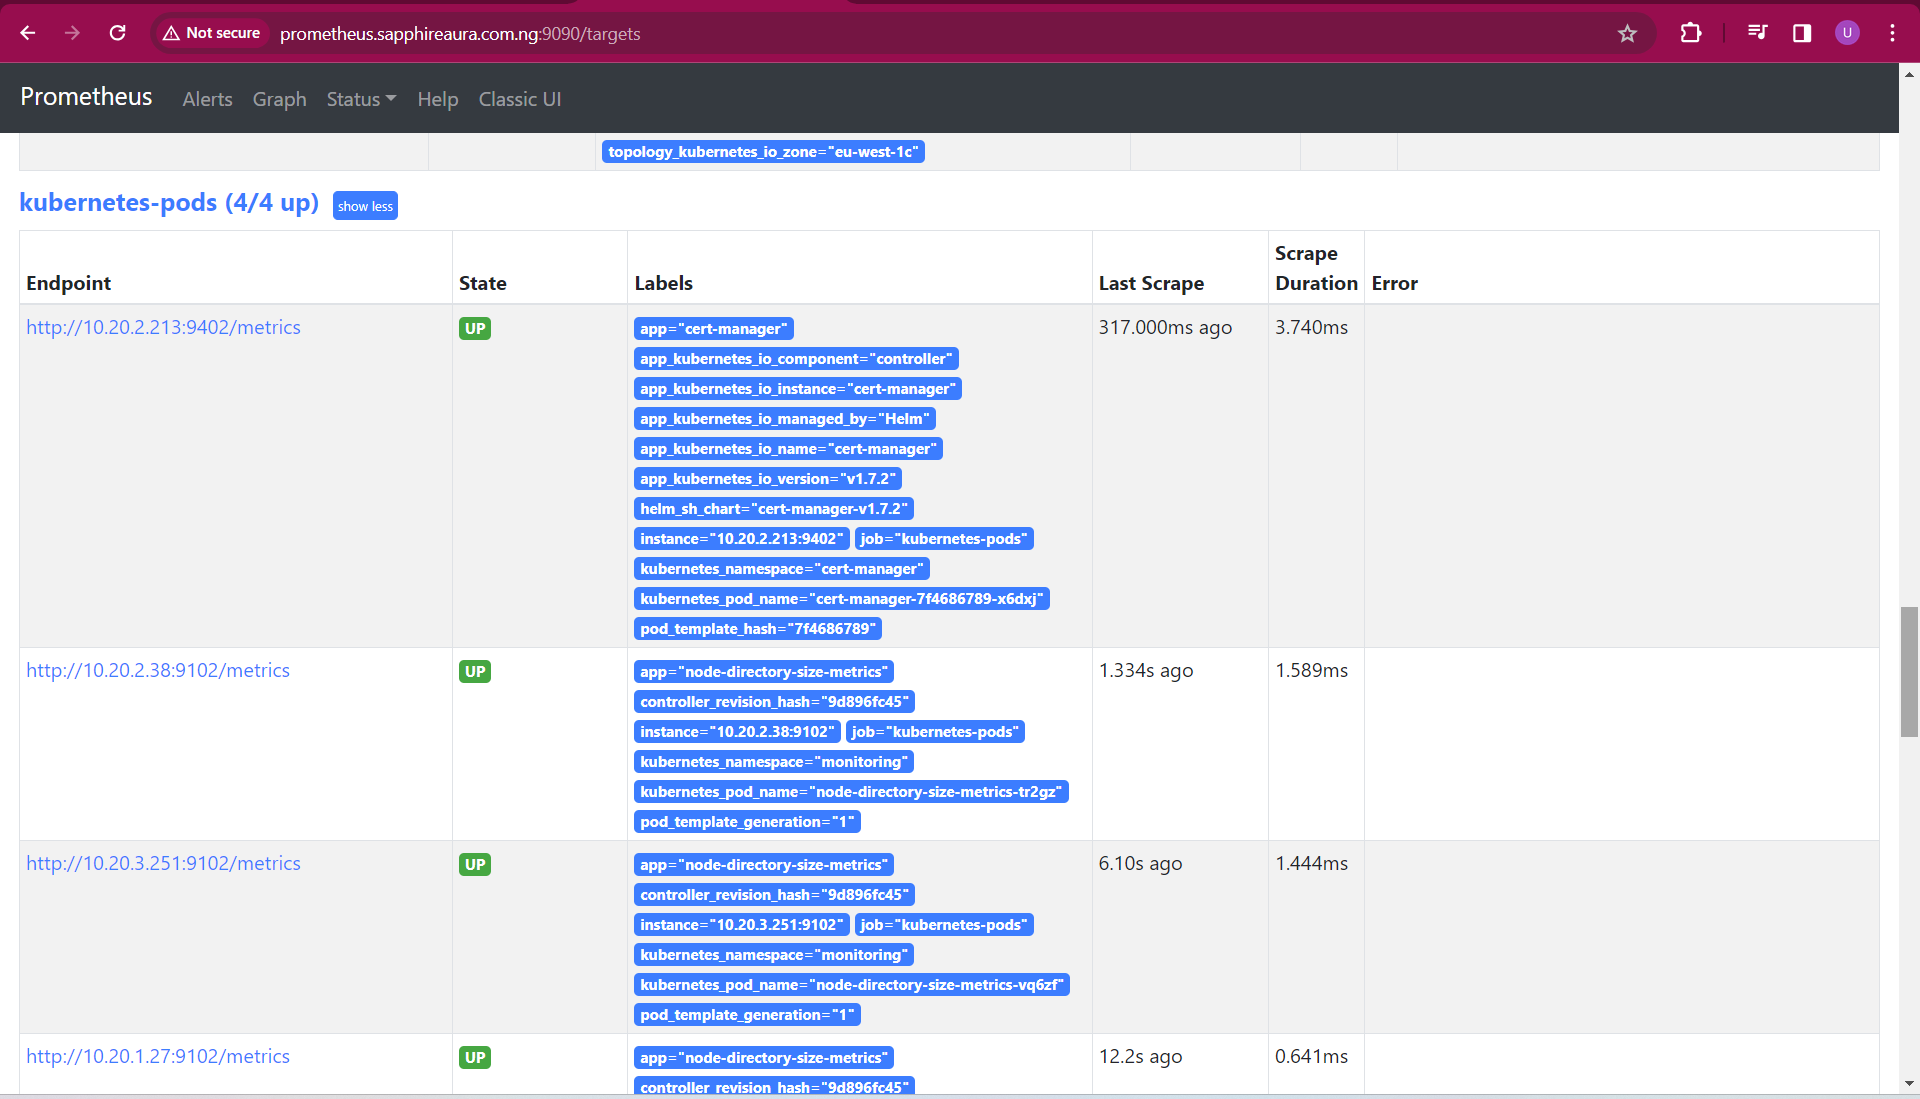 Not secure prometheus.sapphireaura.com.ng:9090/targets U
Prometheus Alerts Graph Status Help Classic UI
topology_kubernetes_io_zone="eu-west-1c"
kubernetes-pods (4/4 up) show less
Endpoint State Labels Last Scrape Scrape Duration Error
http://10.20.2.213:9402/metrics UP app="cert-manager" 317.000ms ago 3.740ms
app_kubernetes_io_component="controller"
app_kubernetes_io_instance="cert-manager"
app_kubernetes_io_managed_by="Helm"
app_kubernetes_io_name="cert-manager"
app_kubernetes_io_version="v1.7.2"
helm_sh_chart="cert-manager-v1.7.2"
instance="10.20.2.213:9402" job="kubernetes-pods"
kubernetes_namespace="cert-manager"
kubernetes_pod_name="cert-manager-7f4686789-x6dxj"
pod_template_hash="7f4686789"
http://10.20.2.38:9102/metrics UP app="node-directory-size-metrics" 1.334s ago 1.589ms
controller_revision_hash="9d896fc45"
instance="10.20.2.38:9102" job="kubernetes-pods"
kubernetes_namespace="monitoring"
kubernetes_pod_name="node-directory-size-metrics-tr2gz"
pod_template_generation="1"
http://10.20.3.251:9102/metrics UP app="node-directory-size-metrics" 6.10s ago 1.444ms
controller_revision_hash="9d896fc45"
instance="10.20.3.251:9102" job="kubernetes-pods"
kubernetes_namespace="monitoring"
kubernetes_pod_name="node-directory-size-metrics-vq6zf"
pod_template_generation="1"
http://10.20.1.27:9102/metrics UP app="node-directory-size-metrics" 12.2s ago 0.641ms
controller_revision_hash="9d896fc45"